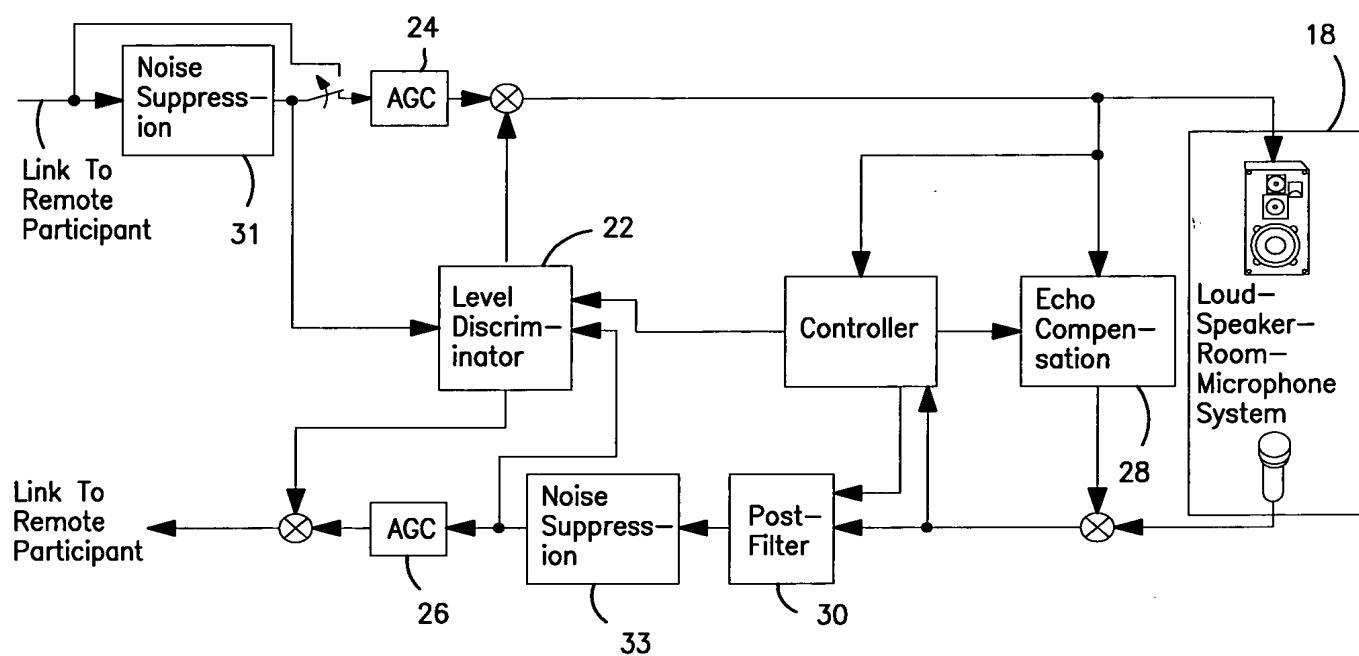 24
18
Noise
Suppress–
ion
AGC
Link To
Remote
Participant
31
22
Level
Discrim–
inator
Controller
Echo
Compen–
sation
Loud–
Speaker–
Room–
Microphone
System
28
Link To
Remote
Participant
AGC
Noise
Suppress–
ion
Post–
Filter
26
33
30